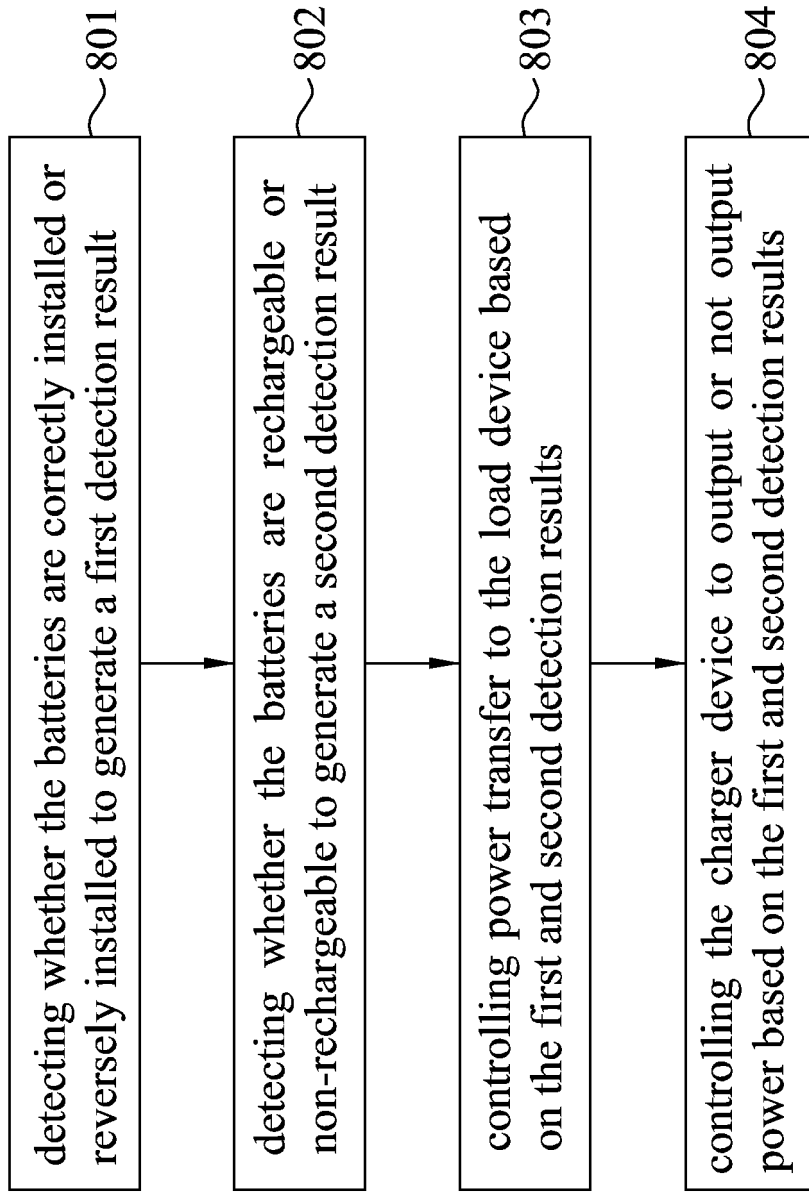 detecting whether the batteries are correctly installed or
reversely installed to generate a first detection result
801
detecting whether the batteries are rechargeable or
non-rechargeable to generate a second detection result
802
controlling power transfer to the load device based
on the first and second detection results
803
controlling the charger device to output or not output
power based on the first and second detection results
804